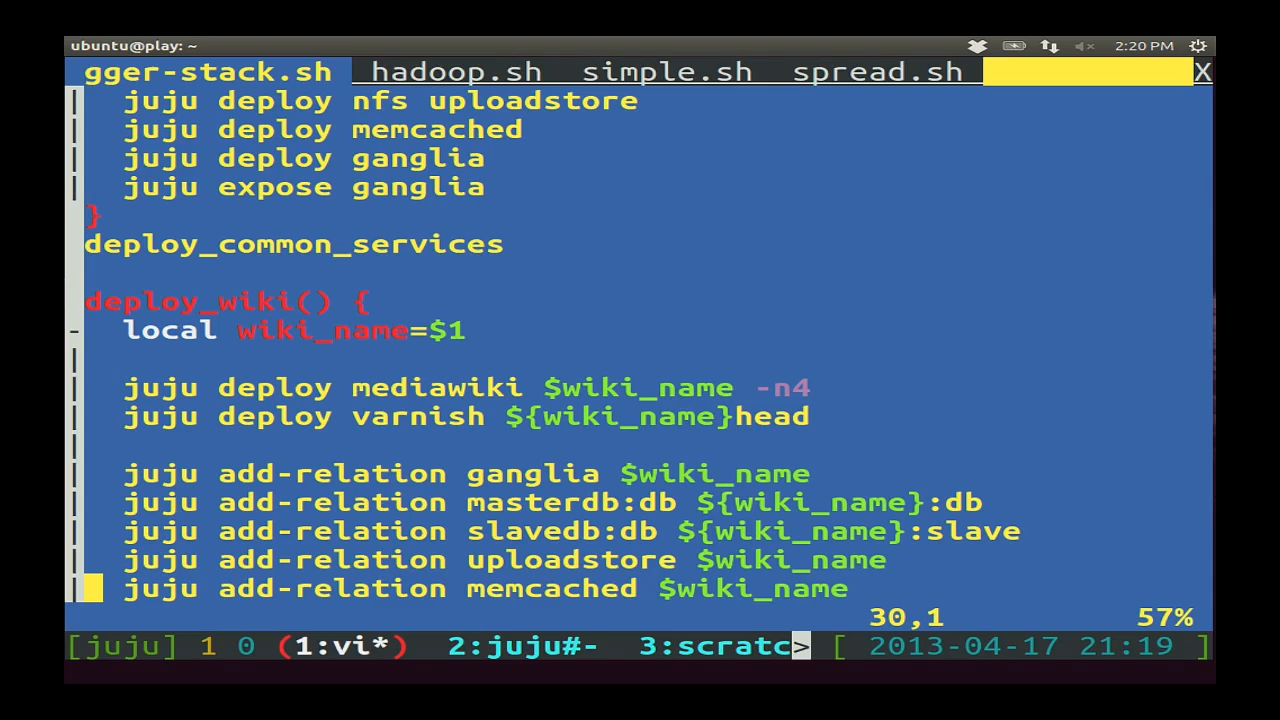 ubuntu@play: ~ 2:20 PM
gger-stack.sh hadoop.sh simple.sh spread.sh X
juju deploy nfs uploadstore
juju deploy memcached
juju deploy ganglia
juju expose ganglia
}
deploy_common_services
deploy_wiki() {
local wiki_name=$1
juju deploy mediawiki $wiki_name -n4
juju deploy varnish ${wiki_name}head
juju add-relation ganglia $wiki_name
juju add-relation masterdb:db ${wiki_name}:db
juju add-relation slavedb:db ${wiki_name}:slave
juju add-relation uploadstore $wiki_name
juju add-relation memcached $wiki_name
30,1 57%
[juju] 1 0 (1:vi*) 2:juju#- 3:scratc> [ 2013-04-17 21:19 ]